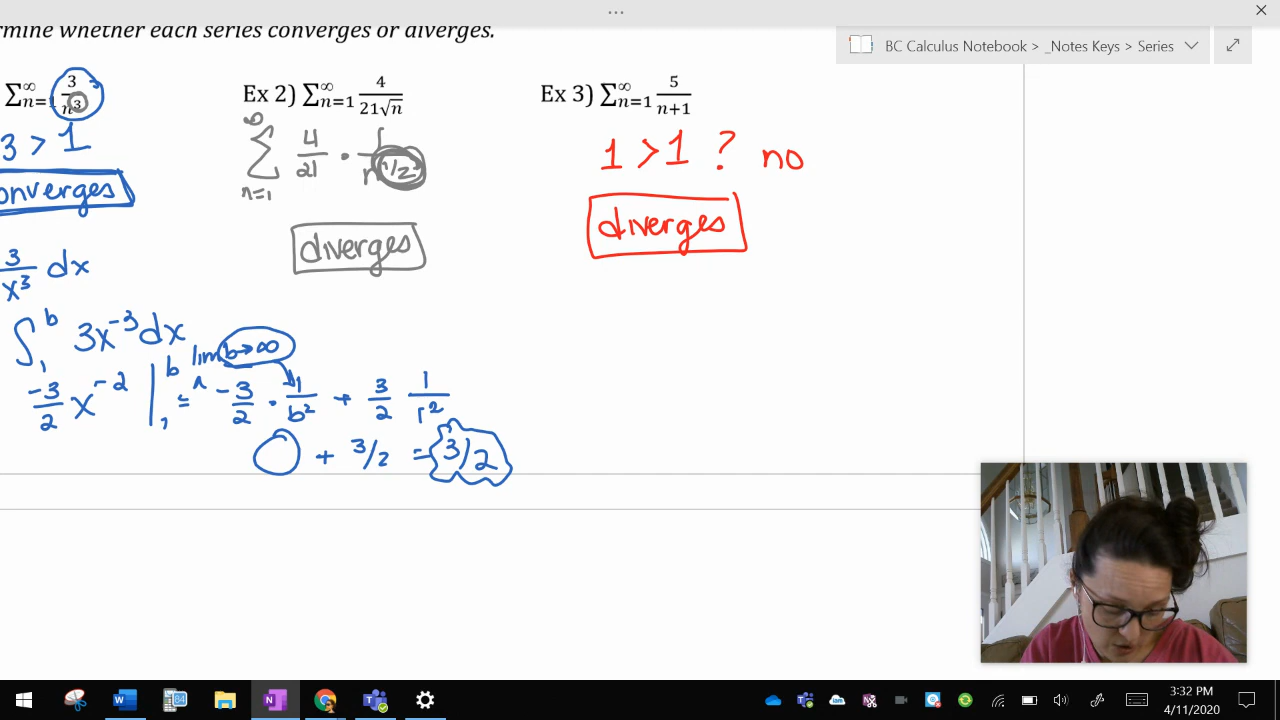 rmine whether each series converges or diverges.
BC Calculus Notebook > _Notes Keys > Series
∑∞n=1 3/n³
3 > 1
onverges
3/x³ dx
∫₁ᵇ 3x⁻³dx
-3/2 x⁻² |₁ᵇ = lim b→∞ -3/2 · 1/b² + 3/2 1/1²
0 + 3/2 = 3/2
Ex 2) ∑∞n=1 4/21√n
∞∑n=1 4/21 · 1/n^1/2
diverges
Ex 3) ∑∞n=1 5/n+1
1 > 1 ? no
diverges
3:32 PM
4/11/2020